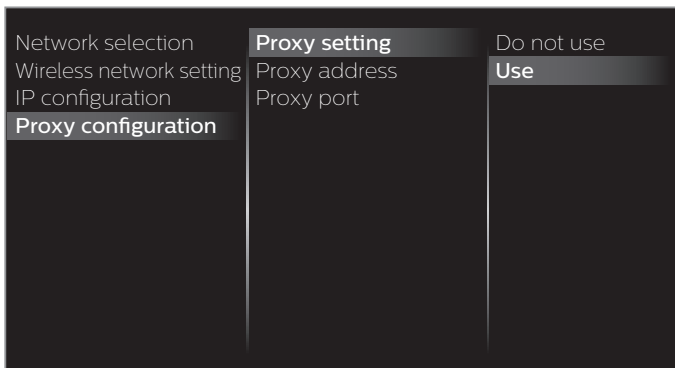 Network selection
Wireless network setting
IP configuration
Proxy configuration
Proxy setting
Proxy address
Proxy port
Do not use
Use